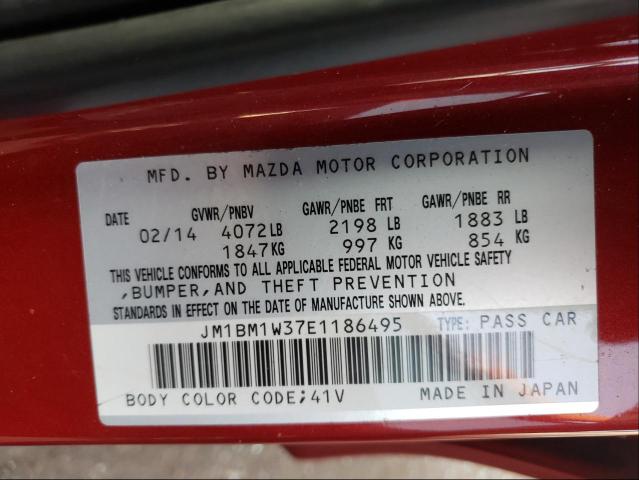 MFD. BY MAZDA MOTOR CORPORATION
DATE GVWR/PNBV GAWR/PNBE FRT GAWR/PNBE RR
02/14 4072LB 2198 LB 1883 LB
1847KG 997 KG 854 KG
THIS VEHICLE CONFORMS TO ALL APPLICABLE FEDERAL MOTOR VEHICLE SAFETY
,BUMPER,AND THEFT PREVENTION
STANDARDS IN EFFECT ON THE DATE OF MANUFACTURE SHOWN ABOVE.
JM1BM1W37E1186495 TYPE: PASS CAR
BODY COLOR CODE;41V MADE IN JAPAN